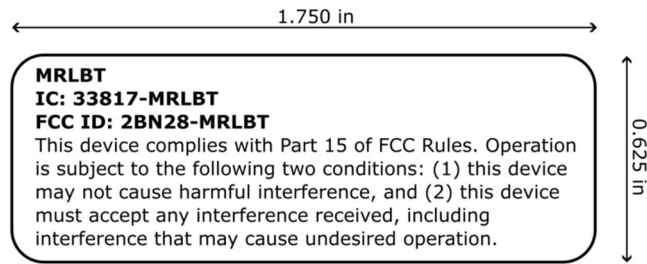 1.750 in
MRLBT
IC: 33817-MRLBT
FCC ID: 2BN28-MRLBT
This device complies with Part 15 of FCC Rules. Operation
is subject to the following two conditions: (1) this device
may not cause harmful interference, and (2) this device
must accept any interference received, including
interference that may cause undesired operation.
0.625 in